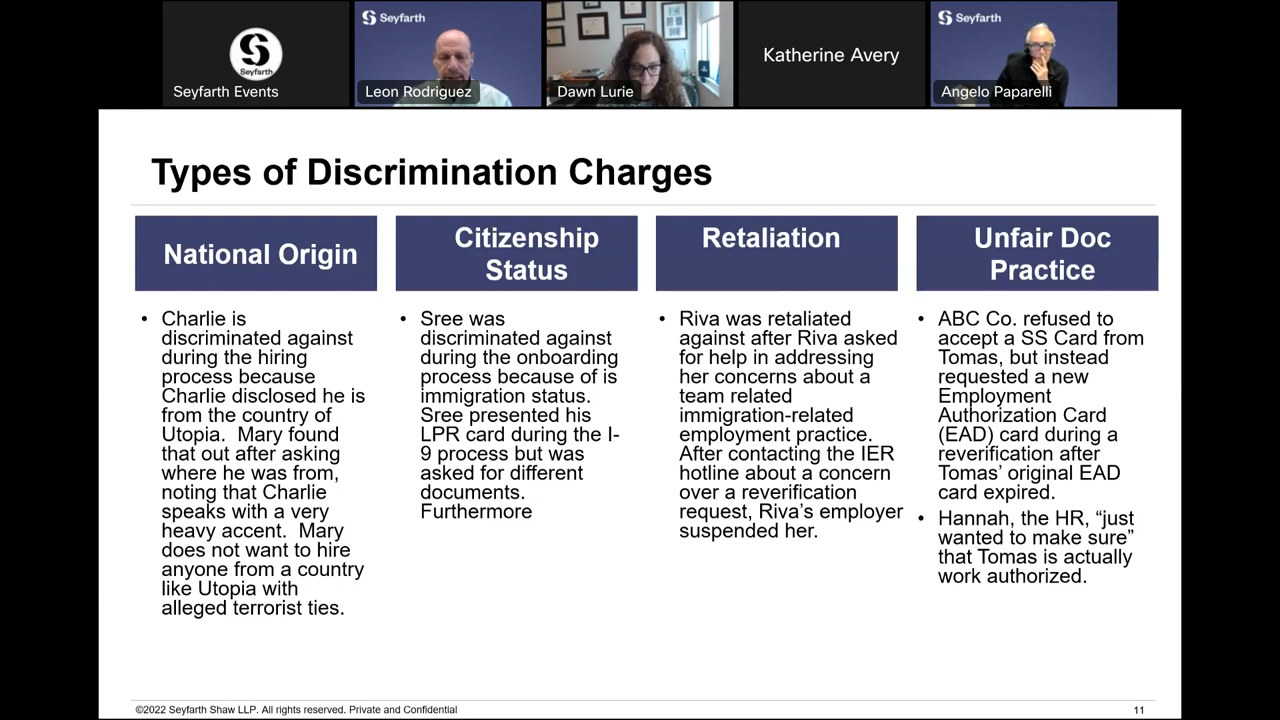 Seyfarth
Seyfarth Events
Seyfarth
Leon Rodriguez
Dawn Lurie
Katherine Avery
Seyfarth
Angelo Paparelli
Types of Discrimination Charges
National Origin
Citizenship
Status
Retaliation
Unfair Doc
Practice
• Charlie is
discriminated against
during the hiring
process because
Charlie disclosed he is
from the country of
Utopia.  Mary found
that out after asking
where he was from,
noting that Charlie
speaks with a very
heavy accent.  Mary
does not want to hire
anyone from a country
like Utopia with
alleged terrorist ties.
• Sree was
discriminated against
during the onboarding
process because of is
immigration status.
Sree presented his
LPR card during the I-
9 process but was
asked for different
documents.
Furthermore
• Riva was retaliated
against after Riva asked
for help in addressing
her concerns about a
team related
immigration-related
employment practice.
After contacting the IER
hotline about a concern
over a reverification
request, Riva’s employer
suspended her.
• ABC Co. refused to
accept a SS Card from
Tomas, but instead
requested a new
Employment
Authorization Card
(EAD) card during a
reverification after
Tomas’ original EAD
card expired.
• Hannah, the HR, “just
wanted to make sure”
that Tomas is actually
work authorized.
©2022 Seyfarth Shaw LLP. All rights reserved. Private and Confidential
11